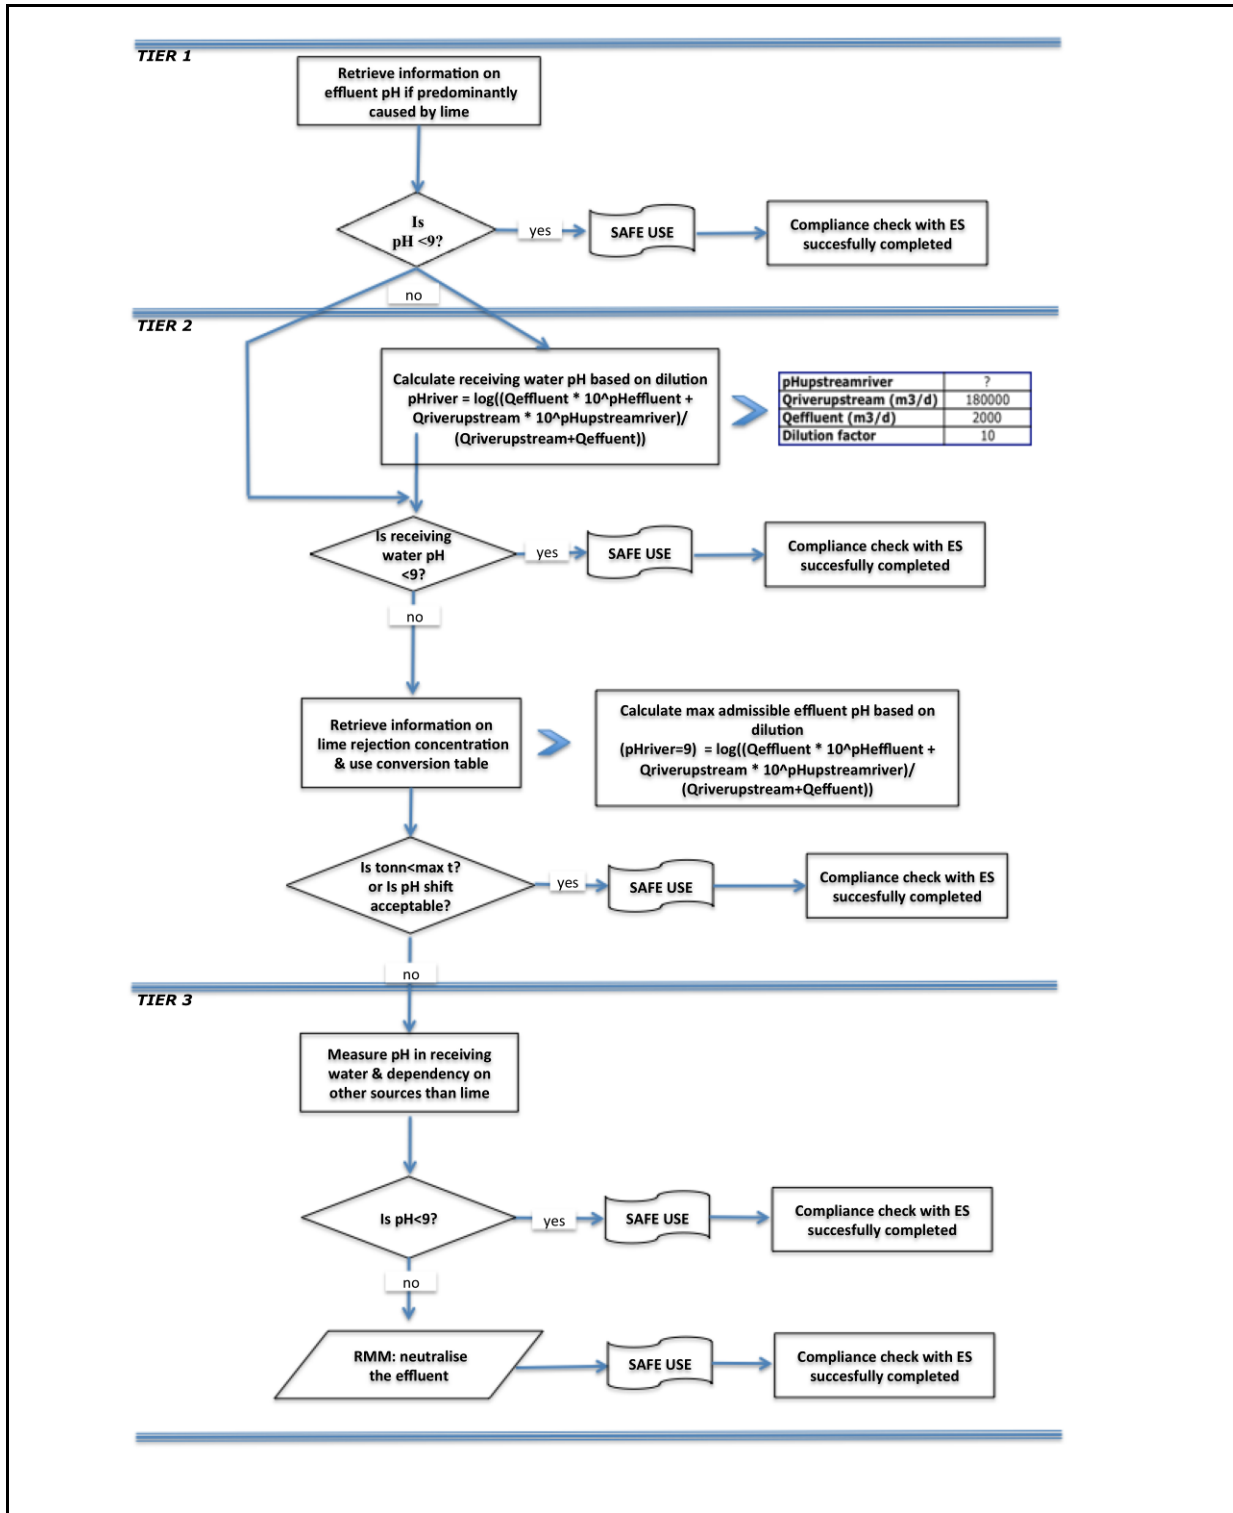 TIER 1
Retrieve information on
effluent pH if predominantly
caused by lime
Is
pH <9?
yes
SAFE USE
Compliance check with ES
succesfully completed
no
TIER 2
Calculate receiving water pH based on dilution
pHriver = log((Qeffluent * 10^pHeffluent +
Qriverupstream * 10^pHupstreamriver)/
(Qriverupstream+Qeffuent))
pHupstreamriver ?
Qriverupstream (m3/d) 180000
Qeffluent (m3/d) 2000
Dilution factor 10
Is receiving
water pH
<9?
yes
SAFE USE
Compliance check with ES
succesfully completed
no
Retrieve information on
lime rejection concentration
& use conversion table
Calculate max admissible effluent pH based on
dilution
(pHriver=9) = log((Qeffluent * 10^pHeffluent +
Qriverupstream * 10^pHupstreamriver)/
(Qriverupstream+Qeffuent))
Is tonn<max t?
or Is pH shift
acceptable?
yes
SAFE USE
Compliance check with ES
succesfully completed
no
TIER 3
Measure pH in receiving
water & dependency on
other sources than lime
Is pH<9?
yes
SAFE USE
Compliance check with ES
succesfully completed
no
RMM: neutralise
the effluent
SAFE USE
Compliance check with ES
succesfully completed